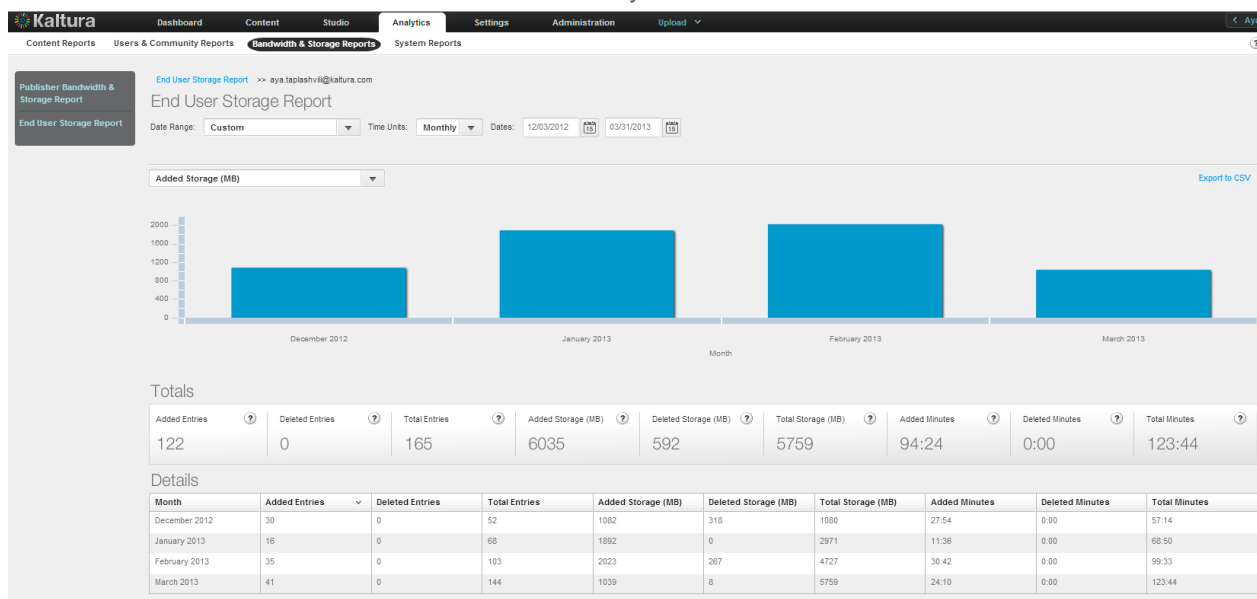 Kaltura Dashboard Content Studio Analytics Settings Administration Upload < Aya
Content Reports Users & Community Reports Bandwidth & Storage Reports System Reports ?
Publisher Bandwidth & Storage Report
End User Storage Report
End User Storage Report >> aya.taplashvili@kaltura.com
End User Storage Report
Date Range: Custom Time Units: Monthly Dates: 12/03/2012 15 03/31/2013 15
Added Storage (MB) Export to CSV
2000
1600
1200
800
400
0
December 2012 January 2013 February 2013 March 2013
Month
Totals
Added Entries ? Deleted Entries ? Total Entries ? Added Storage (MB) ? Deleted Storage (MB) ? Total Storage (MB) ? Added Minutes ? Deleted Minutes ? Total Minutes ?
122 0 165 6035 592 5759 94:24 0:00 123:44
Details
Month Added Entries Deleted Entries Total Entries Added Storage (MB) Deleted Storage (MB) Total Storage (MB) Added Minutes Deleted Minutes Total Minutes
December 2012 30 0 52 1082 318 1080 27:54 0:00 57:14
January 2013 16 0 68 1892 0 2971 11:36 0:00 68:50
February 2013 35 0 103 2023 267 4727 30:42 0:00 99:33
March 2013 41 0 144 1039 8 5759 24:10 0:00 123:44